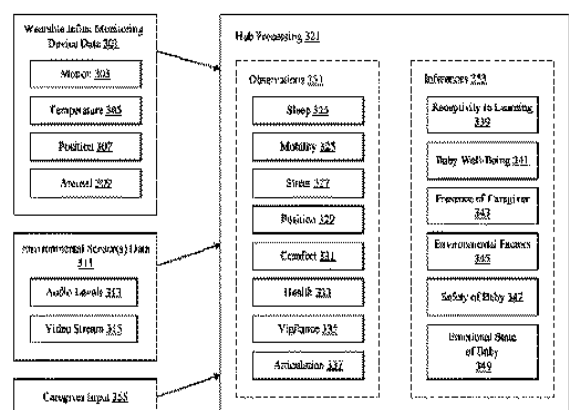 Wearable Infant Monitoring
Device Data 301
Motion 303
Temperature 305
Position 307
Arousal 309
Environmental Sensor(s) Data
311
Audio Levels 313
Video Stream 315
Caregiver Input 355
Hub Processing 321
Observations 351
Sleep
Mobility 325
Stress 327
Position 329
Comfort 331
Health 333
Vigilance 335
Articulation 337
Inferences 353
Receptivity to Learning
339
Baby Well-Being 341
Presence of Caregiver
343
Environmental Factors
345
Safety of Baby 347
Emotional State
of Baby
349